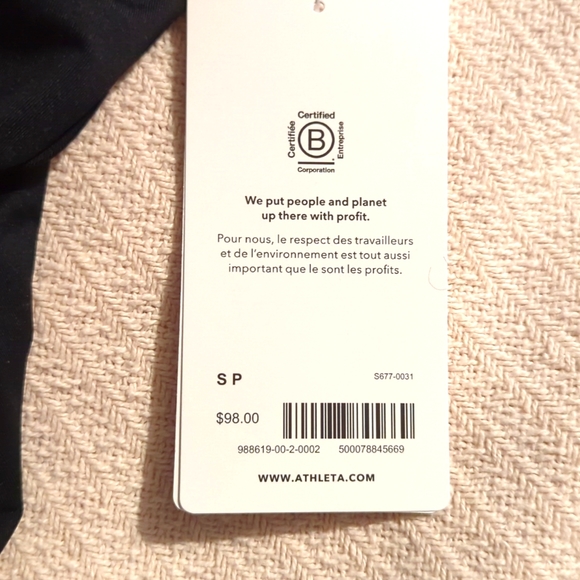 Certified
Certifiée
B
Entreprise
Corporation
We put people and planet
up there with profit.
Pour nous, le respect des travailleurs
et de l'environnement est tout aussi
important que le sont les profits.
S P
S677-0031
$98.00
988619-00-2-0002 500078845669
WWW.ATHLETA.COM